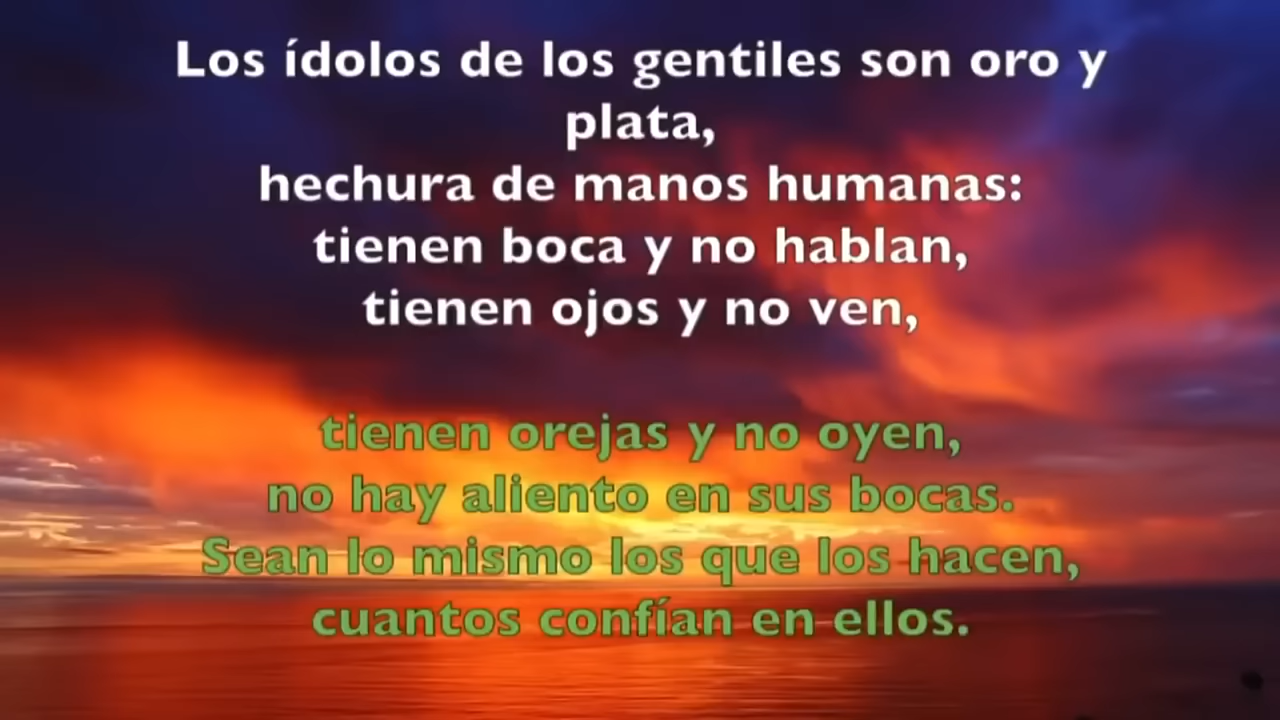 Los ídolos de los gentiles son oro y
plata,
hechura de manos humanas:
tienen boca y no hablan,
tienen ojos y no ven,
tienen orejas y no oyen,
no hay aliento en sus bocas.
Sean lo mismo los que los hacen,
cuantos confían en ellos.